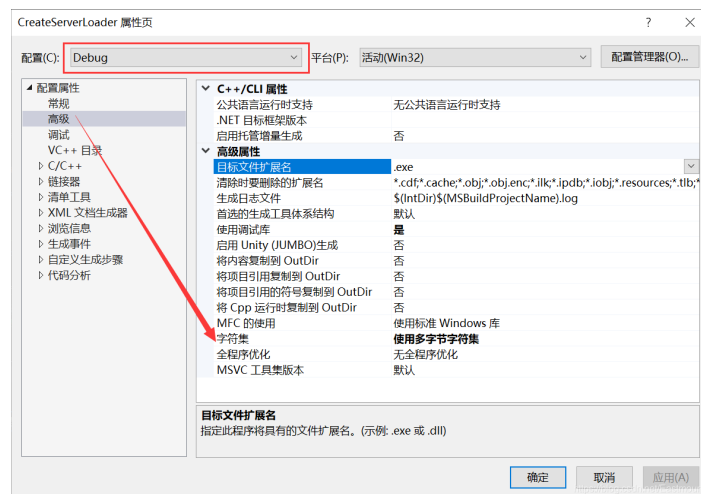 CreateServerLoader 属性页
配置(C): Debug 平台(P): 活动(Win32) 配置管理器(O)...
配置属性
常规
高级
调试
VC++ 目录
C/C++
链接器
清单工具
XML 文档生成器
浏览信息
生成事件
自定义生成步骤
代码分析
C++/CLI 属性
公共语言运行时支持 无公共语言运行时支持
.NET 目标框架版本
启用托管增量生成 否
高级属性
目标文件扩展名 .exe
清除时要删除的扩展名 *.cdf;*.cache;*.obj;*.obj.enc;*.ilk;*.ipdb;*.iobj;*.resources;*.tlb;*
生成日志文件 $(IntDir)$(MSBuildProjectName).log
首选的生成工具体系结构 默认
使用调试库 是
启用 Unity (JUMBO)生成 否
将内容复制到 OutDir 否
将项目引用复制到 OutDir 否
将项目引用的符号复制到 OutDir 否
将 Cpp 运行时复制到 OutDir 否
MFC 的使用 使用标准 Windows 库
字符集 使用多字节字符集
全程序优化 无全程序优化
MSVC 工具集版本 默认
目标文件扩展名
指定此程序将具有的文件扩展名。(示例: .exe 或 .dll)
确定 取消 应用(A)